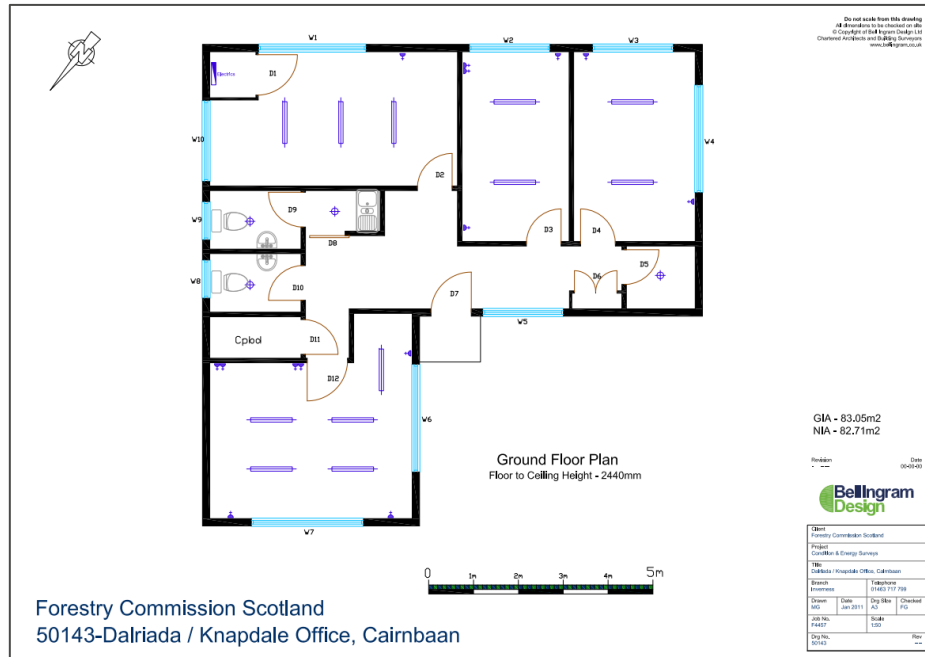 Do not scale from this drawing
All dimensions to be checked on site
© Copyright of Bell Ingram Design Ltd
Chartered Architects and Building Surveyors
www.bellingram.co.uk
W1
W2
W3
Electrics
D1
W10
W4
D2
W9
D9
D8
D3
D4
D5
D6
W8
D10
D7
W5
Cpbod
D11
D12
W6
W7
Ground Floor Plan
Floor to Ceiling Height - 2440mm
GIA - 83.05m2
NIA - 82.71m2
Revision
Date
00-00-00
Bell Ingram
Design
Client
Forestry Commission Scotland
Project
Condition & Energy Surveys
Title
Dalriada / Knapdale Office, Cairnbaan
Branch
Inverness
Telephone
01463 717 799
Drawn
MG
Date
Jan 2011
Drg Size
A3
Checked
FG
Job No.
F4457
Scale
1:50
Drg No.
50143
Rev
--
0
1m
2m
3m
4m
5m
Forestry Commission Scotland
50143-Dalriada / Knapdale Office, Cairnbaan